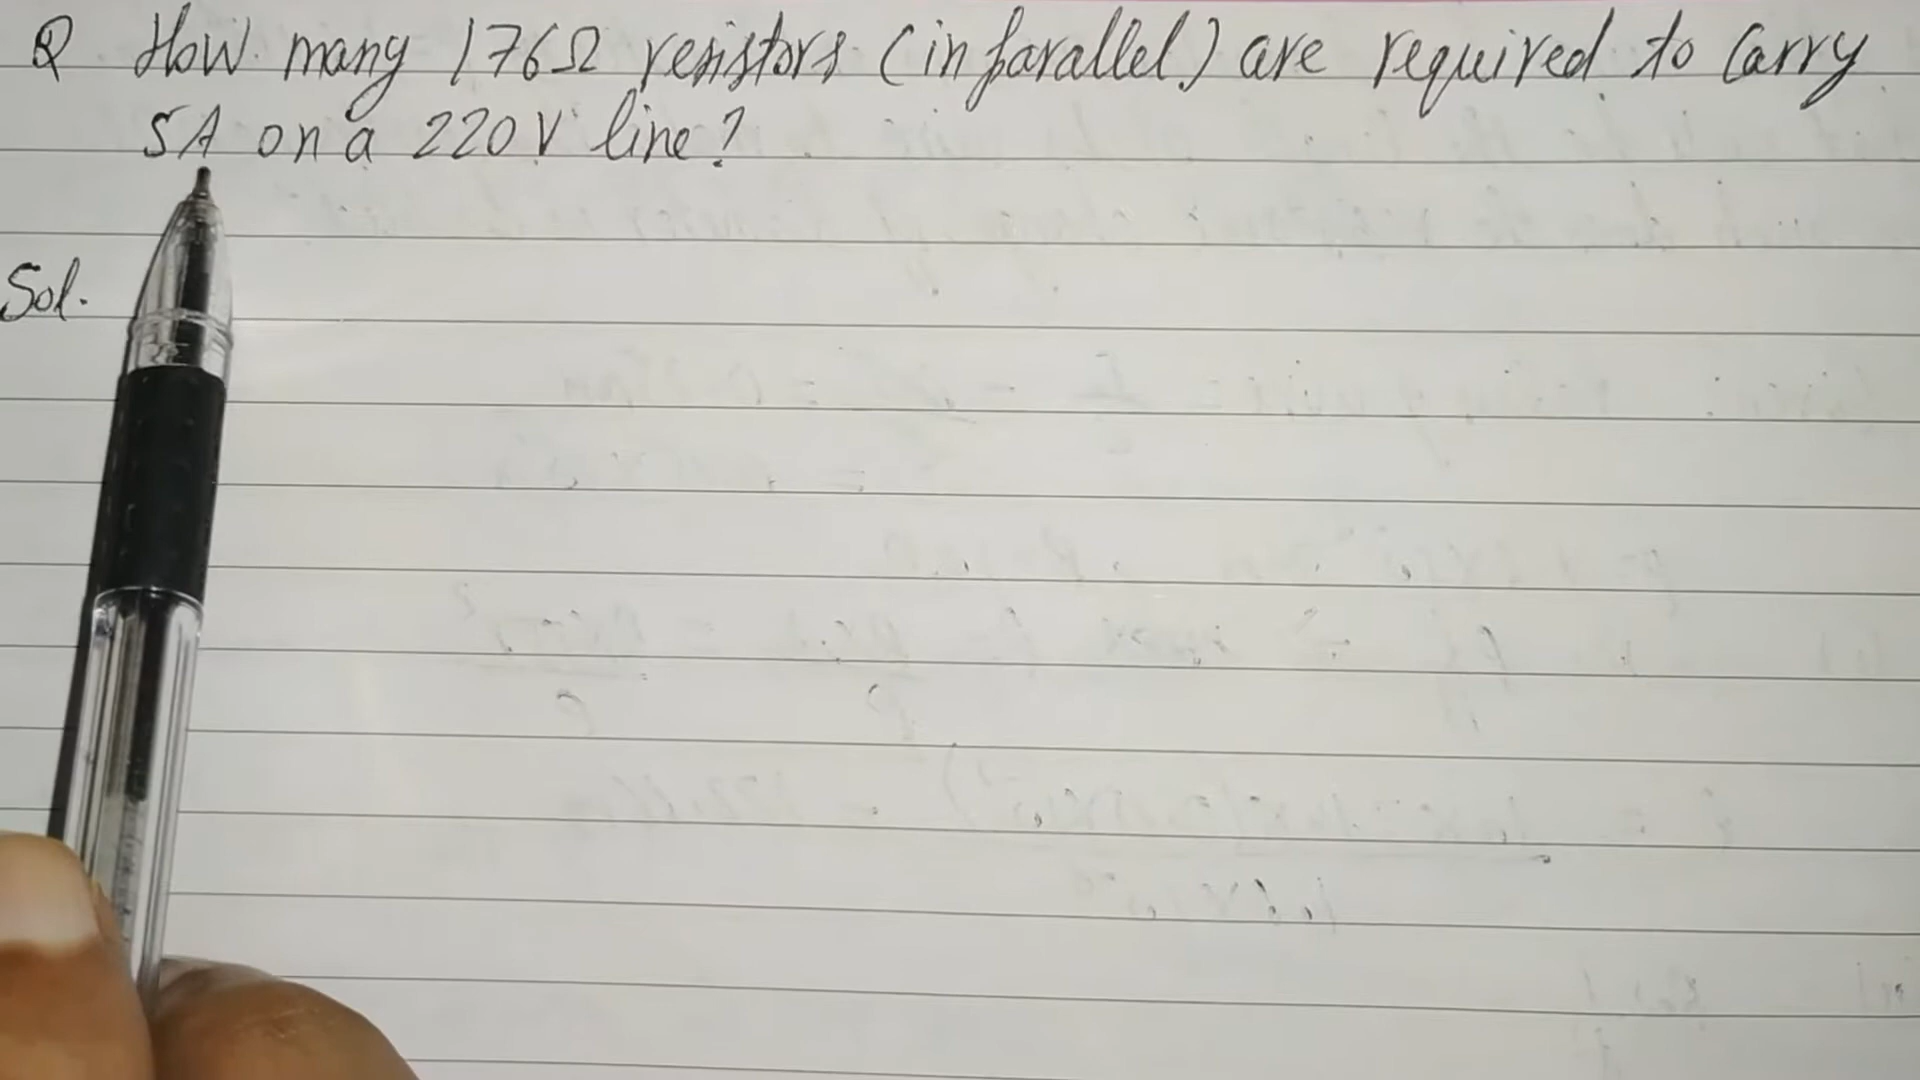 Q How many 176Ω resistors (in parallel) are required to carry
5A on a 220V line?
Sol.